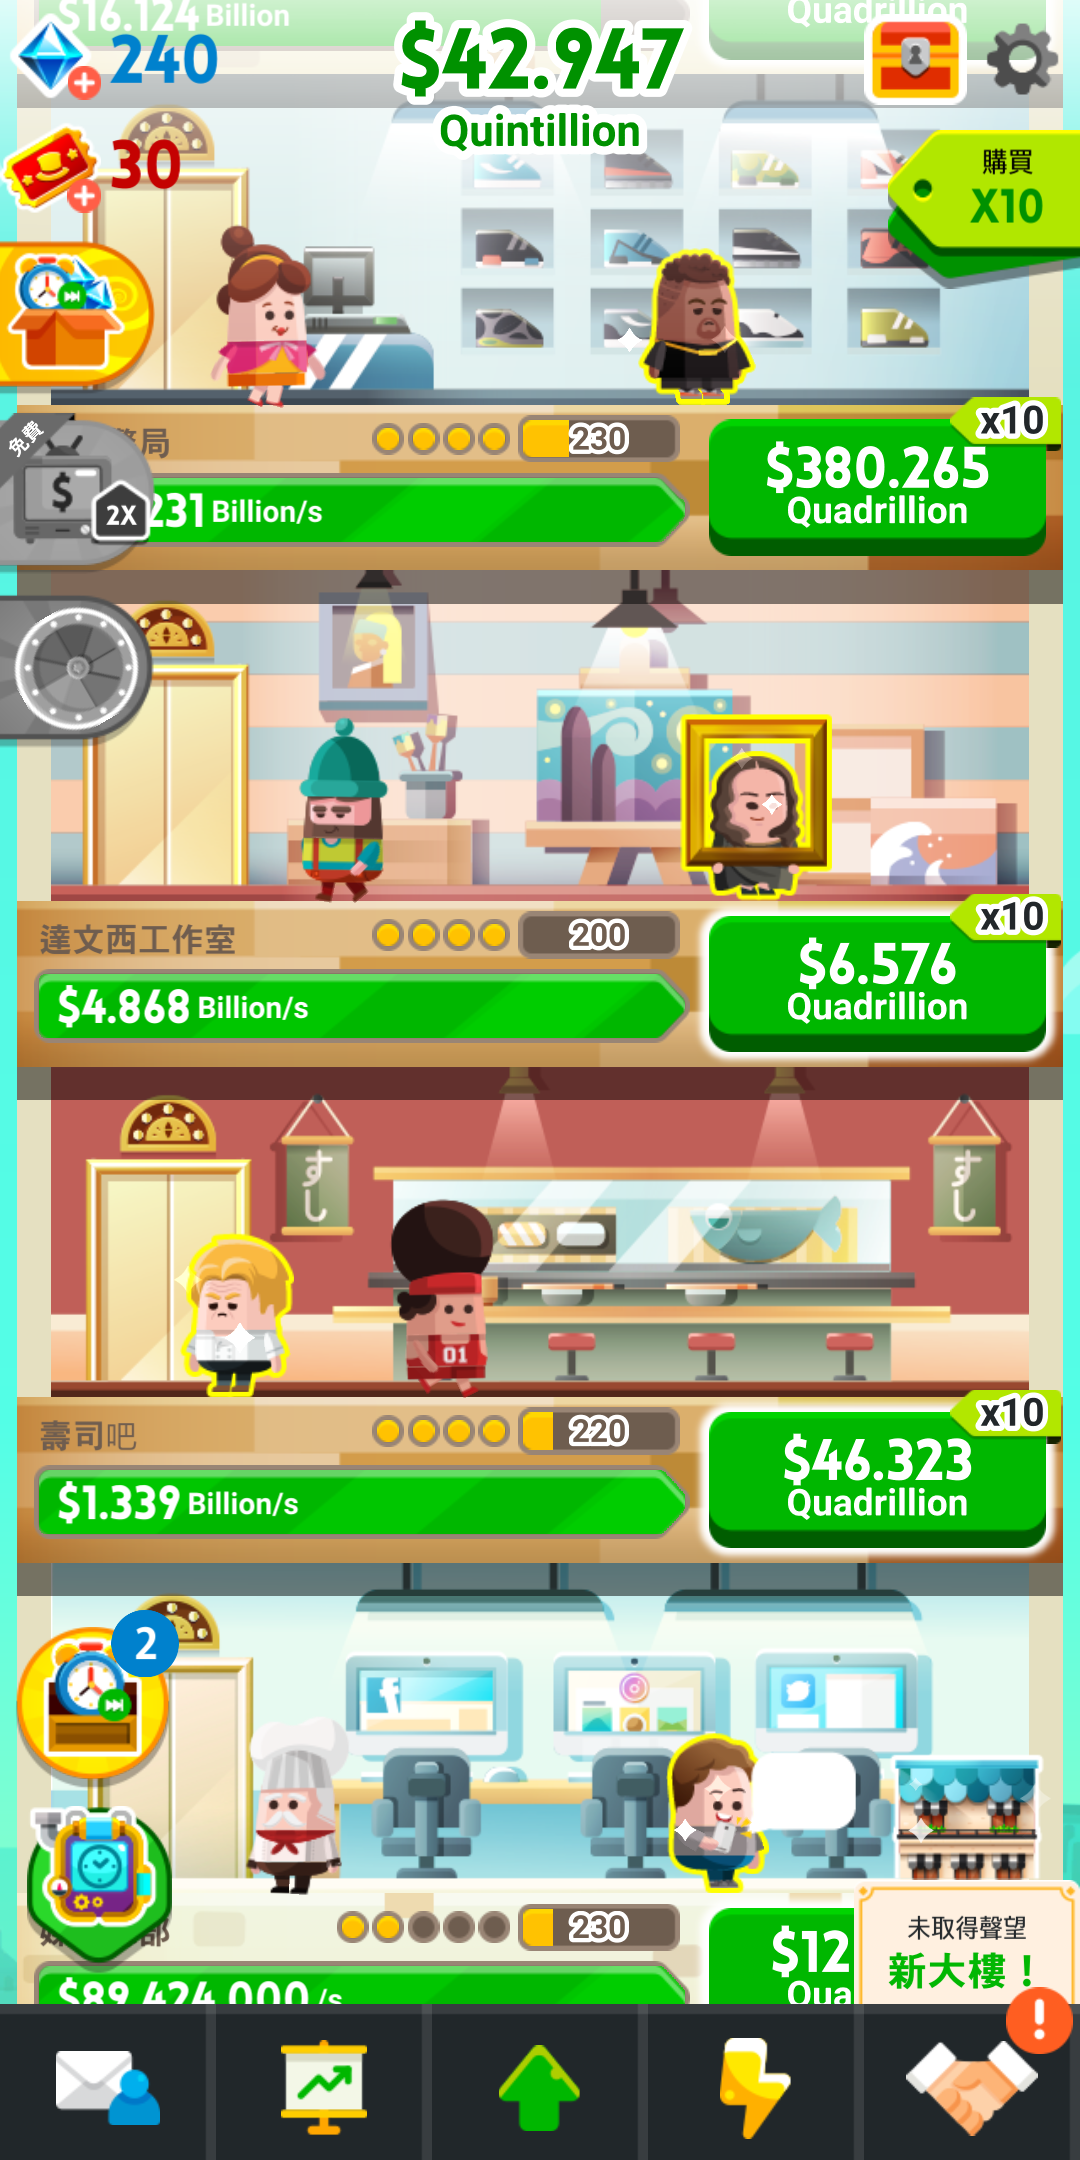 $16.124 Billion
Quadrillion
240
$42.947
Quintillion
30
購買
X10
局
230
x10
免費
$
2X
231 Billion/s
$380.265
Quadrillion
達文西工作室
200
x10
$4.868 Billion/s
$6.576
Quadrillion
すし
すし
01
壽司吧
220
x10
$1.339 Billion/s
$46.323
Quadrillion
2
部
230
$12
Qua
$89,424,000/s
未取得聲望
新大樓！
!